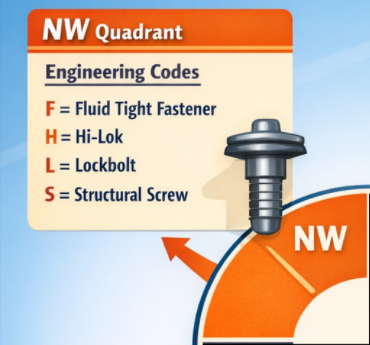 NW Quadrant
Engineering Codes
F = Fluid Tight Fastener
H = Hi-Lok
L = Lockbolt
S = Structural Screw
NW